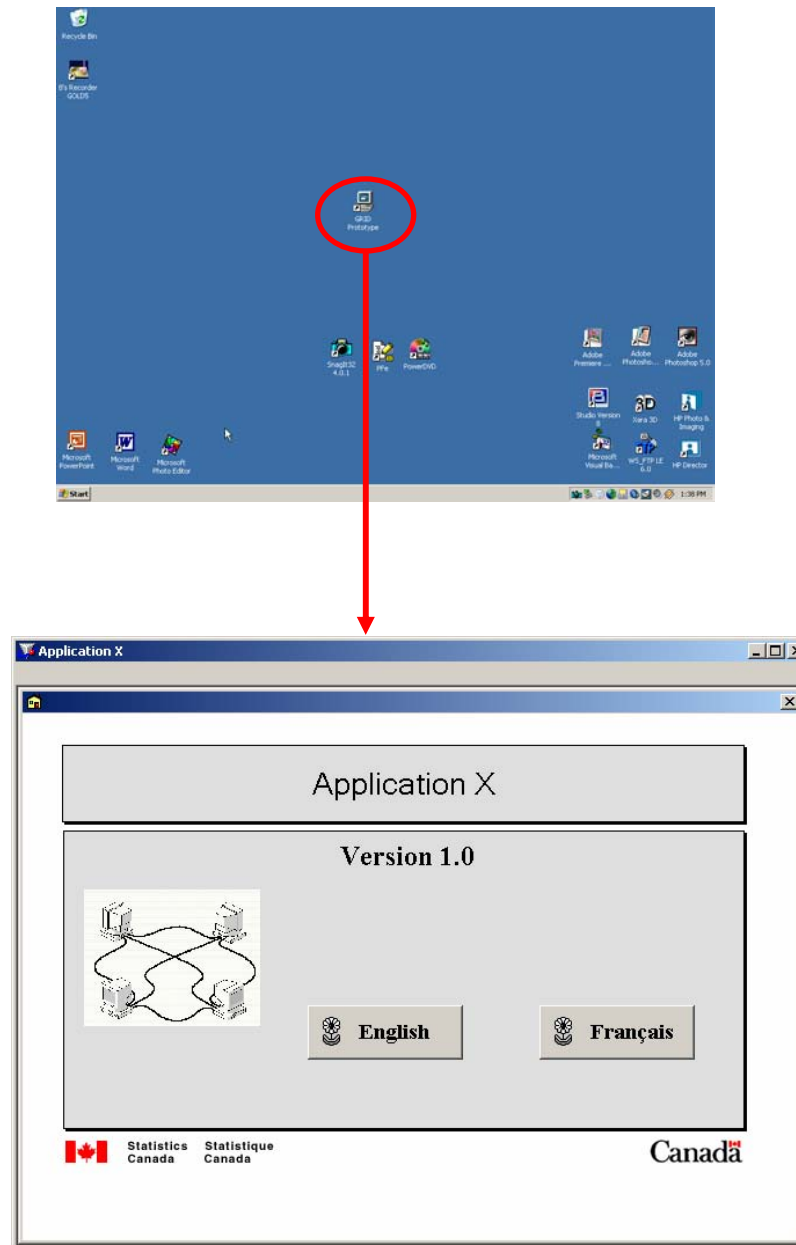 Recycle Bin
B's Recorder
GOLD5
GRID
Prototype
SnagIt32
4.0.1
PFe
PowerDVD
Adobe
Premiere ...
Adobe
Photosho...
Adobe
Photoshop 5.0
Studio Version
8
Xara 3D
HP Photo &
Imaging
Microsoft
PowerPoint
Microsoft
Word
Microsoft
Photo Editor
Microsoft
Visual Ba...
WS_FTP LE
6.0
HP Director
Start
1:38 PM
Application X
Application X
Version 1.0
English
Français
Statistics Statistique
Canada Canada
Canada